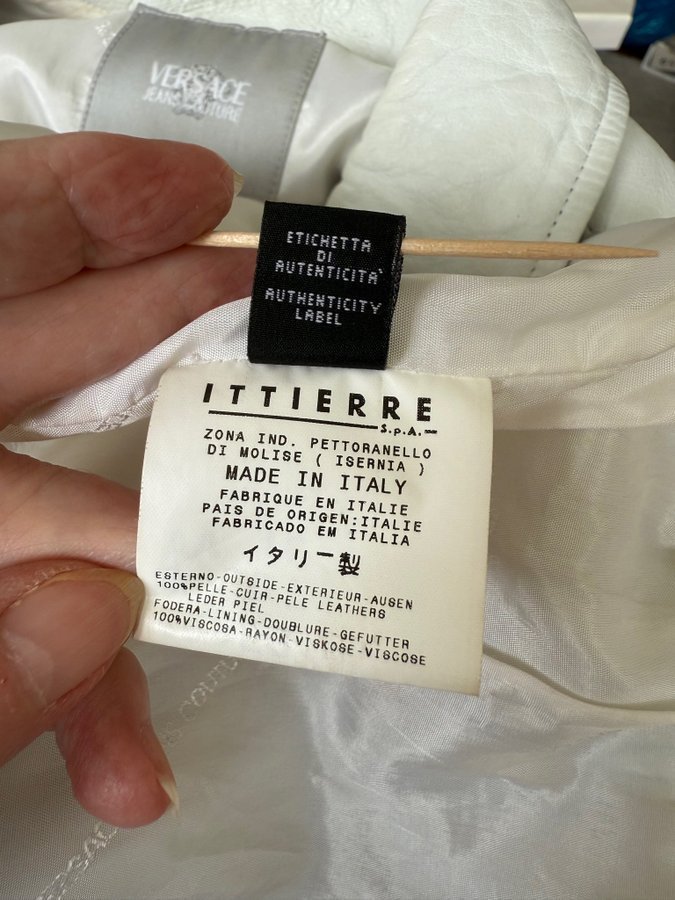 VERSACE
JEANS COUTURE
ETICHETTA
DI
AUTENTICITA'
AUTHENTICITY
LABEL
ITTIERRE
S.p.A.
ZONA IND. PETTORANELLO
DI MOLISE ( ISERNIA )
MADE IN ITALY
FABRIQUE EN ITALIE
PAIS DE ORIGEN:ITALIE
FABRICADO EM ITALIA
イタリー製
ESTERNO-OUTSIDE-EXTERIEUR-AUSEN
100%PELLE-CUIR-PELE LEATHERS
LEDER PIEL
FODERA-LINING-DOUBLURE-GEFUTTER
100%VISCOSA-RAYON-VISKOSE-VISCOSE